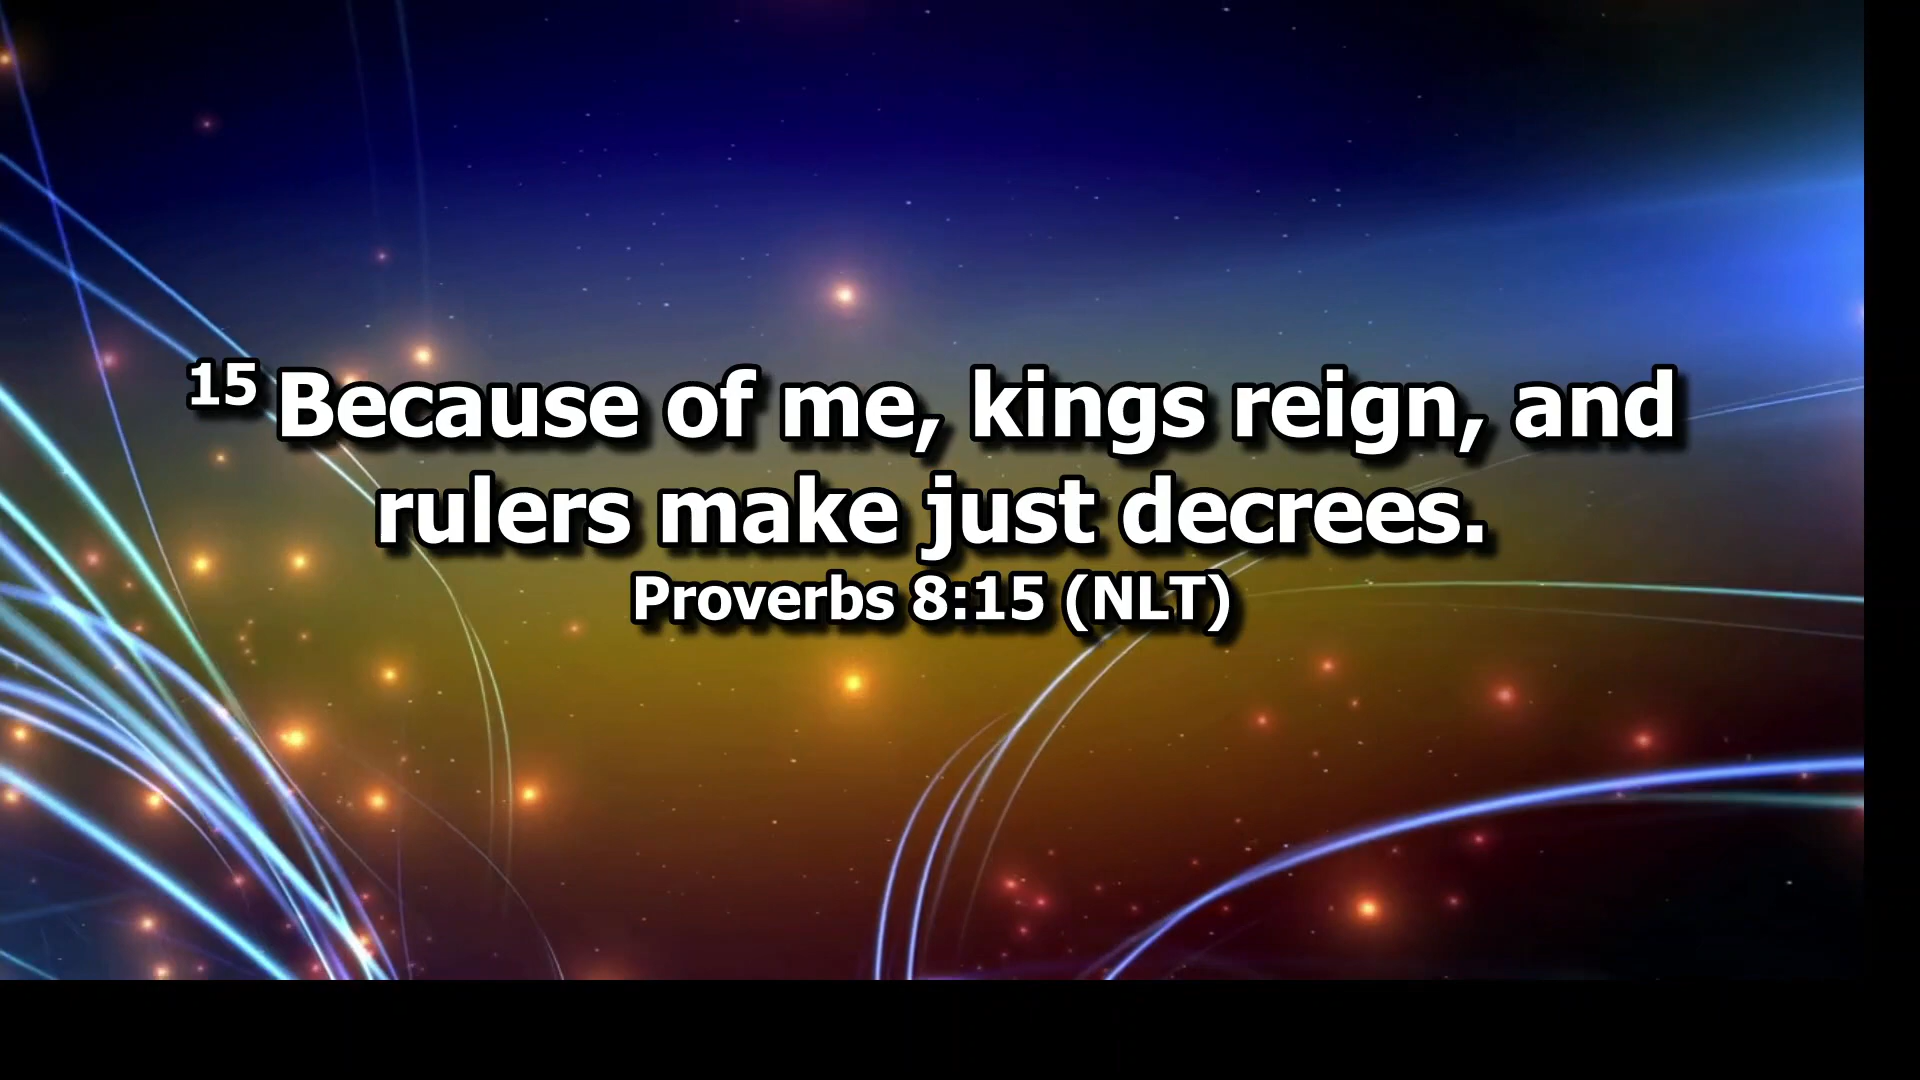 15 Because of me, kings reign, and
rulers make just decrees.
Proverbs 8:15 (NLT)